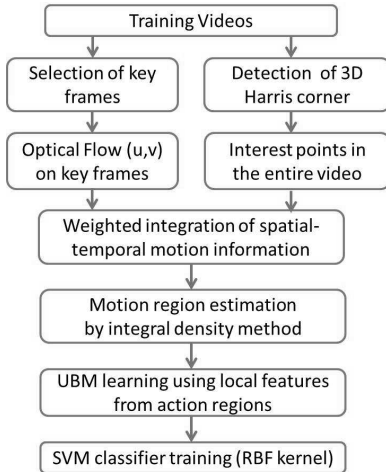 Training Videos
Selection of key
frames
Detection of 3D
Harris corner
Optical Flow (u,v)
on key frames
Interest points in
the entire video
Weighted integration of spatial-
temporal motion information
Motion region estimation
by integral density method
UBM learning using local features
from action regions
SVM classifier training (RBF kernel)